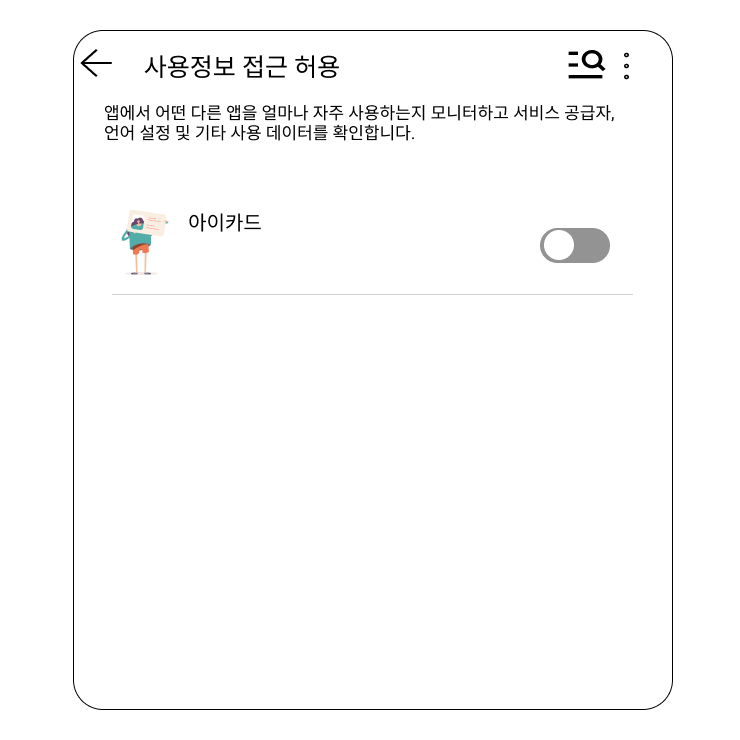 사용정보 접근 허용
앱에서 어떤 다른 앱을 얼마나 자주 사용하는지 모니터하고 서비스 공급자,
언어 설정 및 기타 사용 데이터를 확인합니다.
아이카드